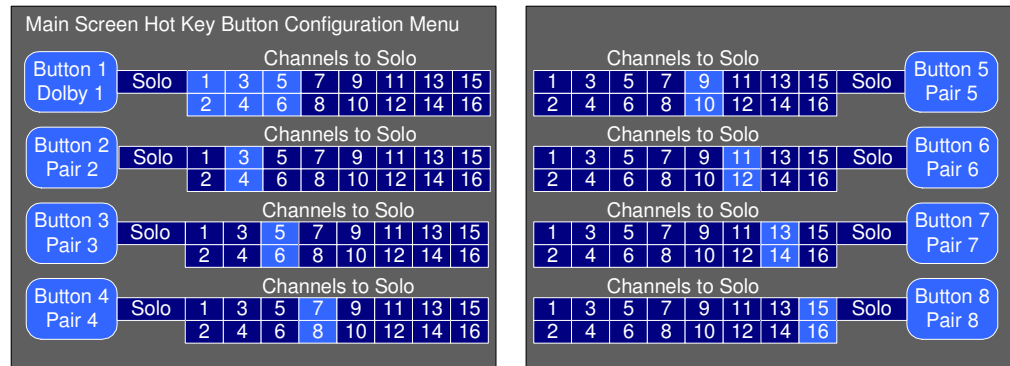 Main Screen Hot Key Button Configuration Menu
Channels to Solo
Button 1
Dolby 1
Solo 1 3 5 7 9 11 13 15
2 4 6 8 10 12 14 16
Channels to Solo
Button 2
Pair 2
Solo 1 3 5 7 9 11 13 15
2 4 6 8 10 12 14 16
Channels to Solo
Button 3
Pair 3
Solo 1 3 5 7 9 11 13 15
2 4 6 8 10 12 14 16
Channels to Solo
Button 4
Pair 4
Solo 1 3 5 7 9 11 13 15
2 4 6 8 10 12 14 16
Channels to Solo
1 3 5 7 9 11 13 15 Solo
2 4 6 8 10 12 14 16
Button 5
Pair 5
Channels to Solo
1 3 5 7 9 11 13 15 Solo
2 4 6 8 10 12 14 16
Button 6
Pair 6
Channels to Solo
1 3 5 7 9 11 13 15 Solo
2 4 6 8 10 12 14 16
Button 7
Pair 7
Channels to Solo
1 3 5 7 9 11 13 15 Solo
2 4 6 8 10 12 14 16
Button 8
Pair 8